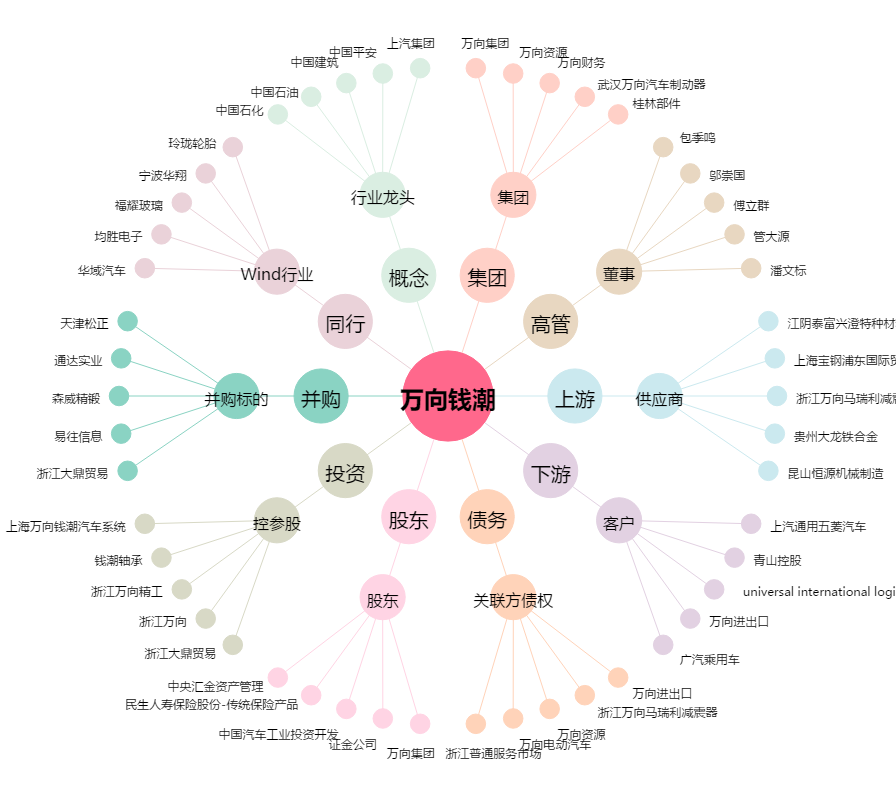 万向钱潮
概念
行业龙头
中国石化
中国石油
中国建筑
中国平安
上汽集团
集团
集团
万向集团
万向资源
万向财务
武汉万向汽车制动器
桂林部件
高管
董事
包季鸣
邬崇国
傅立群
管大源
潘文标
上游
供应商
江阴泰富兴澄特种材
上海宝钢浦东国际贸
浙江万向马瑞利减震
贵州大龙铁合金
昆山恒源机械制造
下游
客户
上汽通用五菱汽车
青山控股
universal international logi
万向进出口
广汽乘用车
债务
关联方债权
万向进出口
浙江万向马瑞利减震器
万向资源
万向电动汽车
浙江普通服务市场
股东
股东
万向集团
证金公司
中国汽车工业投资开发
民生人寿保险股份-传统保险产品
中央汇金资产管理
投资
控参股
浙江大鼎贸易
浙江万向
浙江万向精工
钱潮轴承
上海万向钱潮汽车系统
并购
并购标的
浙江大鼎贸易
易往信息
森威精锻
通达实业
天津松正
同行
Wind行业
华域汽车
均胜电子
福耀玻璃
宁波华翔
玲珑轮胎